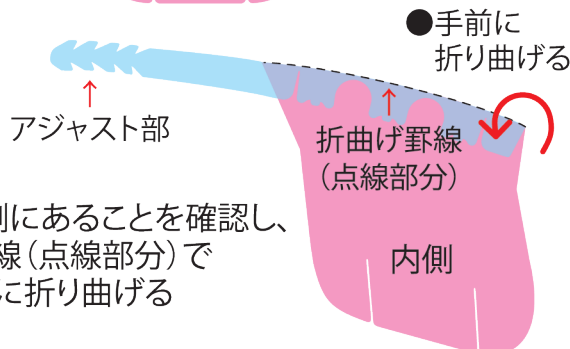 ●手前に
折り曲げる
アジャスト部
折曲げ罫線
（点線部分）
側にあることを確認し、
線（点線部分）で
に折り曲げる
内側